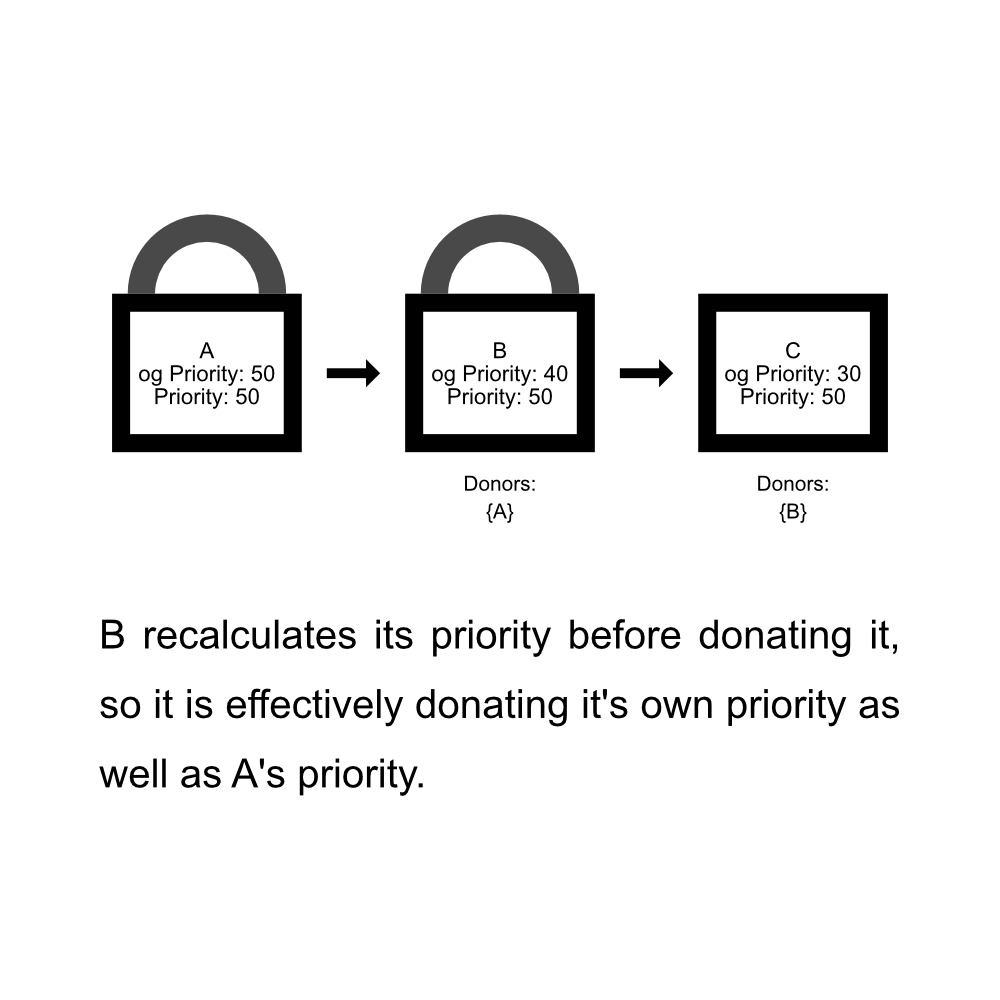 A
og Priority: 50
Priority: 50
B
og Priority: 40
Priority: 50
C
og Priority: 30
Priority: 50
Donors:
{A}
Donors:
{B}
B recalculates its priority before donating it,
so it is effectively donating it's own priority as
well as A's priority.